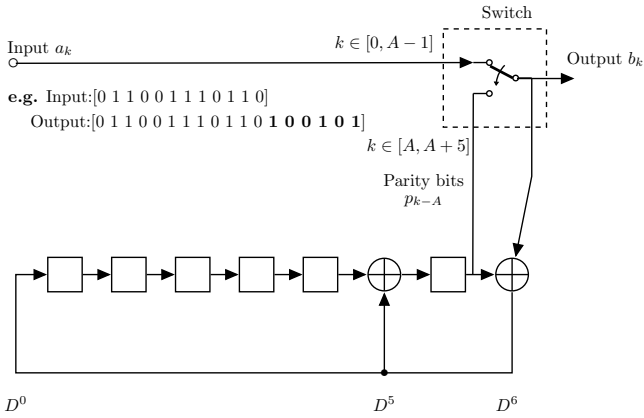 Switch
Input a_k
k ∈ [0, A − 1]
Output b_k
e.g. Input:[0 1 1 0 0 1 1 1 0 1 1 0]
Output:[0 1 1 0 0 1 1 1 0 1 1 0 1 0 0 1 0 1]
k ∈ [A, A + 5]
Parity bits
p_{k−A}
D^0
D^5
D^6